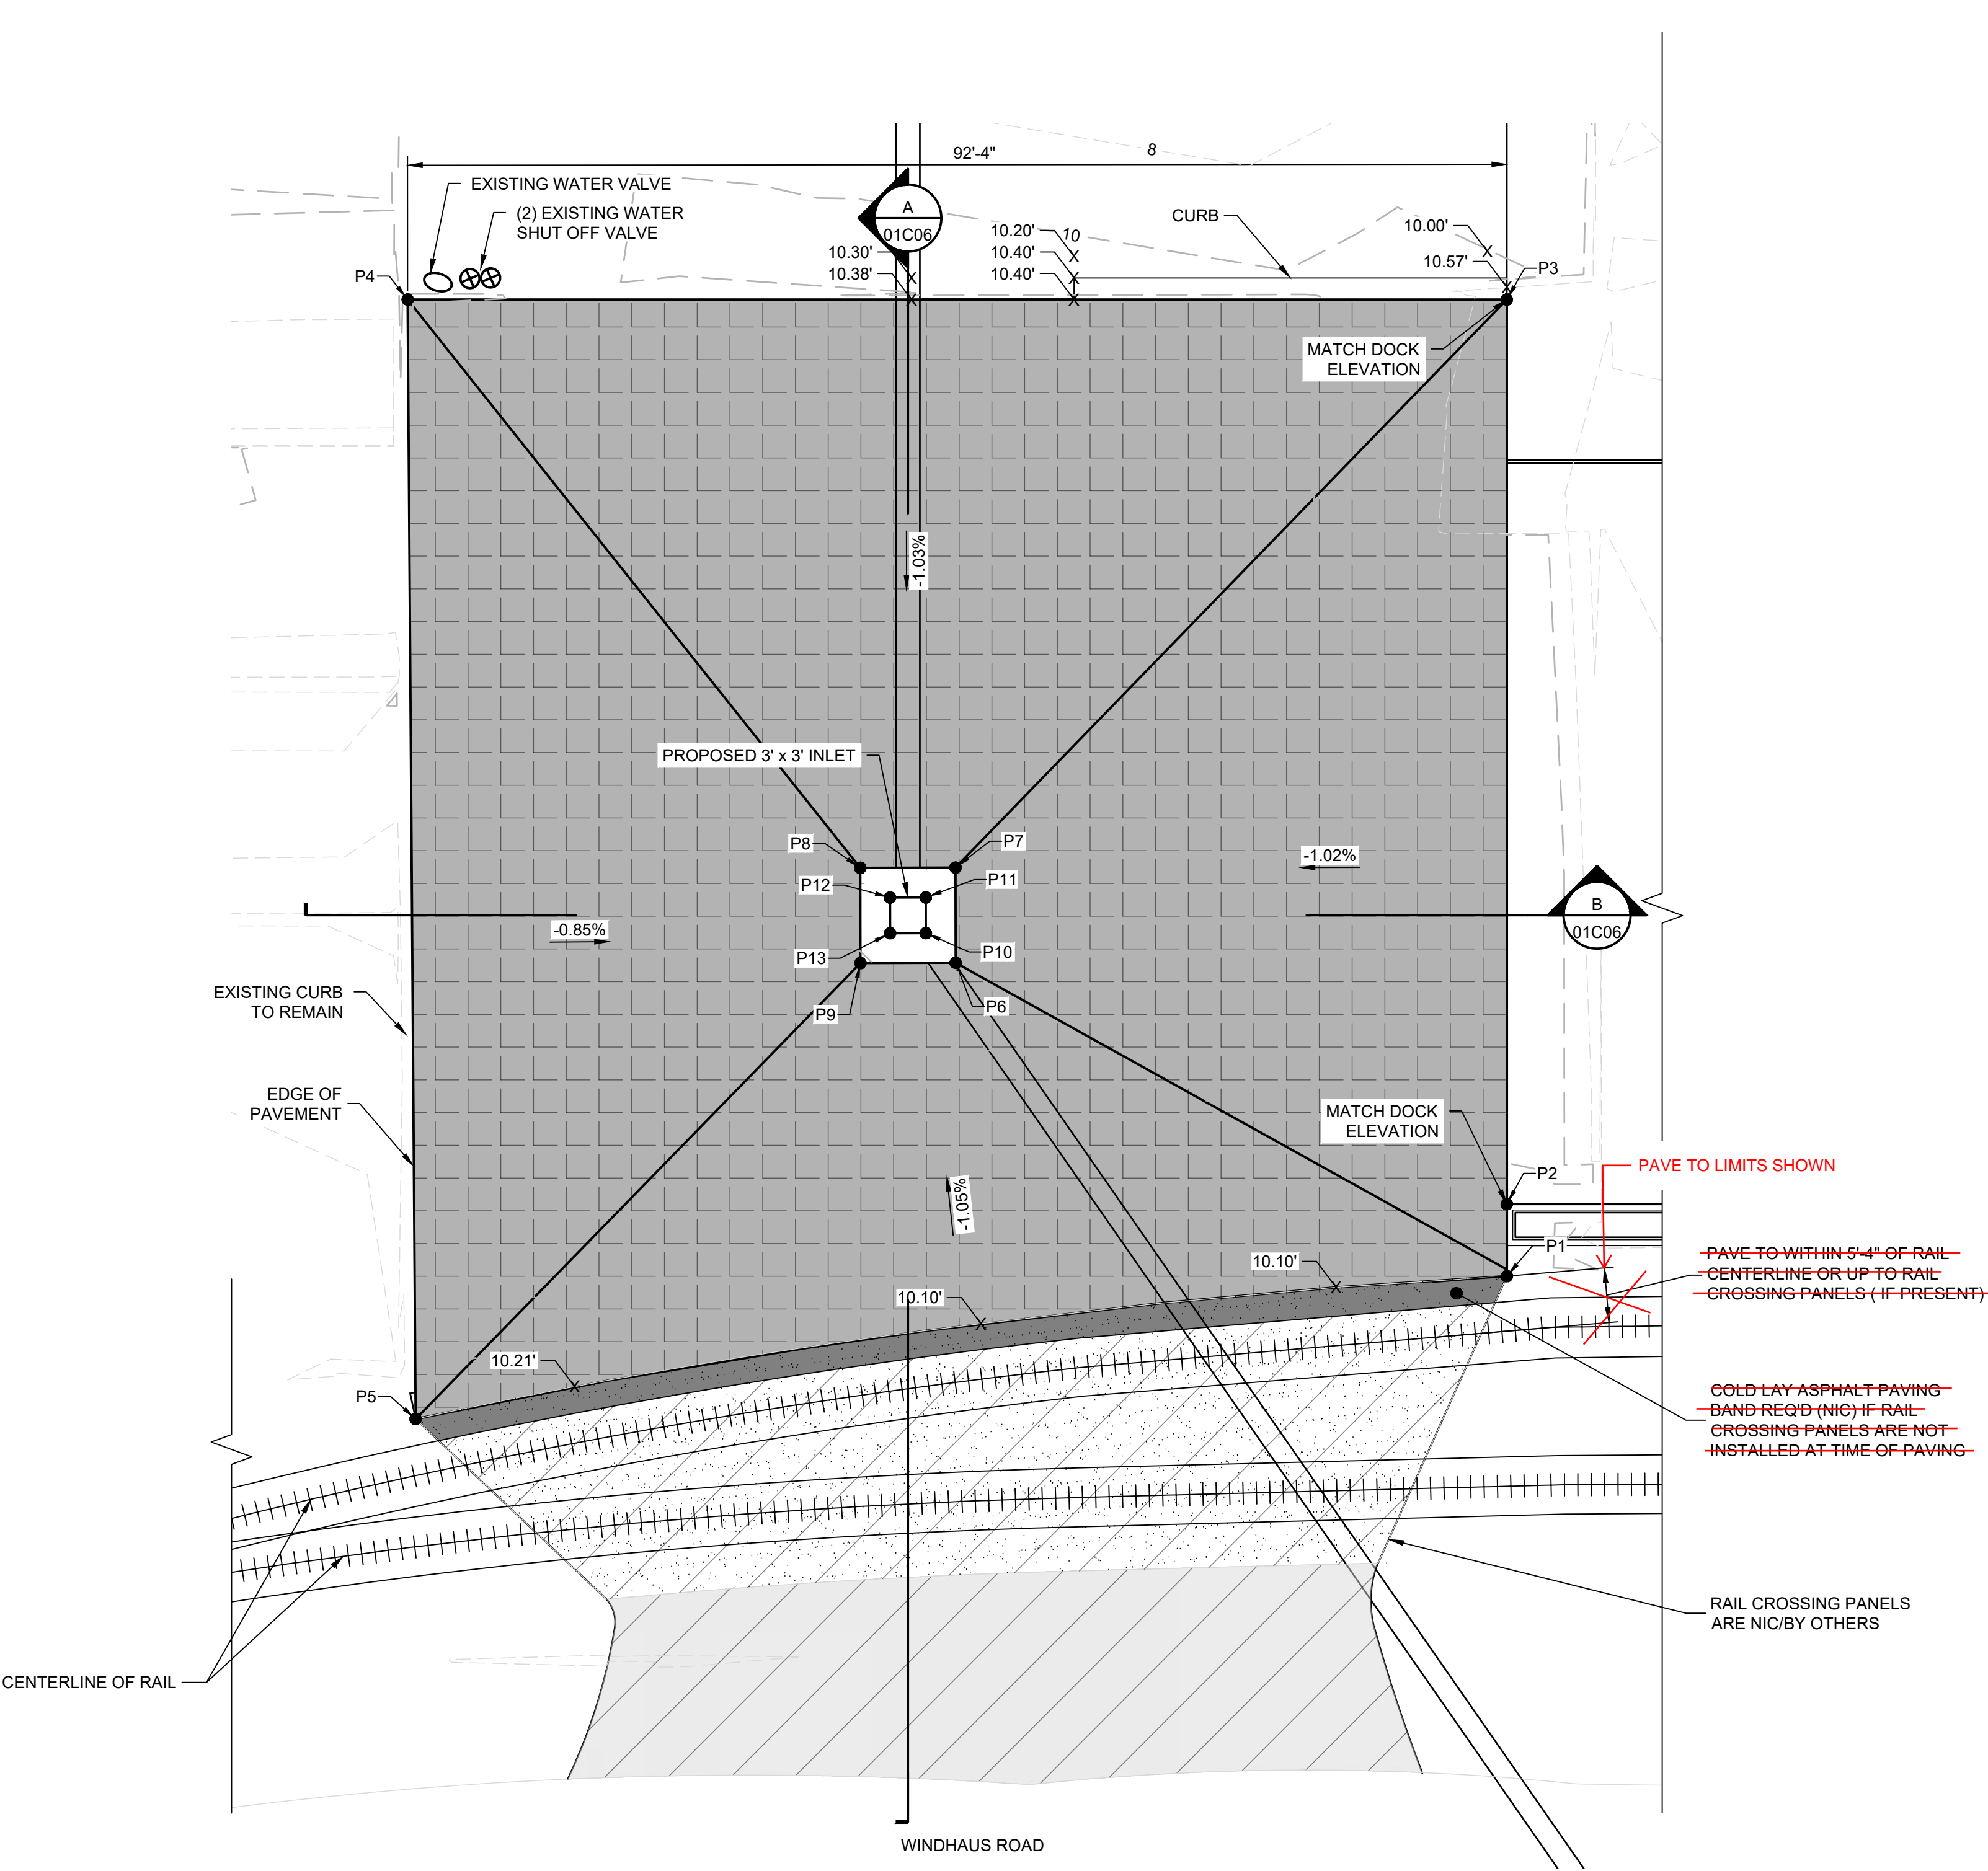 92'-4"
8
EXISTING WATER VALVE
(2) EXISTING WATER
SHUT OFF VALVE
A
01C06
CURB
10.20'
10
10.30'
10.40'
10.00'
10.38'
10.40'
10.57'
P4
P3
MATCH DOCK
ELEVATION
-1.03%
PROPOSED 3' x 3' INLET
P8
P7
-1.02%
P12
P11
B
01C06
-0.85%
P13
P10
P9
P6
EXISTING CURB
TO REMAIN
EDGE OF
PAVEMENT
MATCH DOCK
ELEVATION
PAVE TO LIMITS SHOWN
P2
-1.05%
P1
PAVE TO WITHIN 5'-4" OF RAIL
CENTERLINE OR UP TO RAIL
CROSSING PANELS ( IF PRESENT)
10.10'
10.10'
10.21'
P5
COLD LAY ASPHALT PAVING
BAND REQ'D (NIC) IF RAIL
CROSSING PANELS ARE NOT
INSTALLED AT TIME OF PAVING
RAIL CROSSING PANELS
ARE NIC/BY OTHERS
CENTERLINE OF RAIL
WINDHAUS ROAD